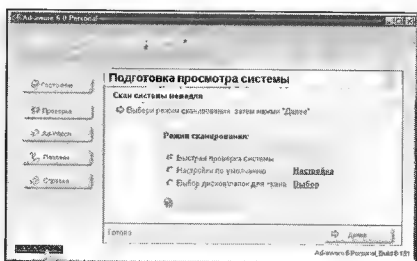 Ad-aware 6.0 Personal
Подготовка просмотра системы
Скан системы
Выбери режим сканирования, затем нажми "Далее"
Режим сканирования:
Быстрая проверка системы
Настройки по умолчанию Настройка
Выбор дисков/папок для скана Выбор
Состояние
Проверка
Ad-Watch
Плагины
Справка
Готово
Далее
Ad-aware 6 Personal, Build 6.181